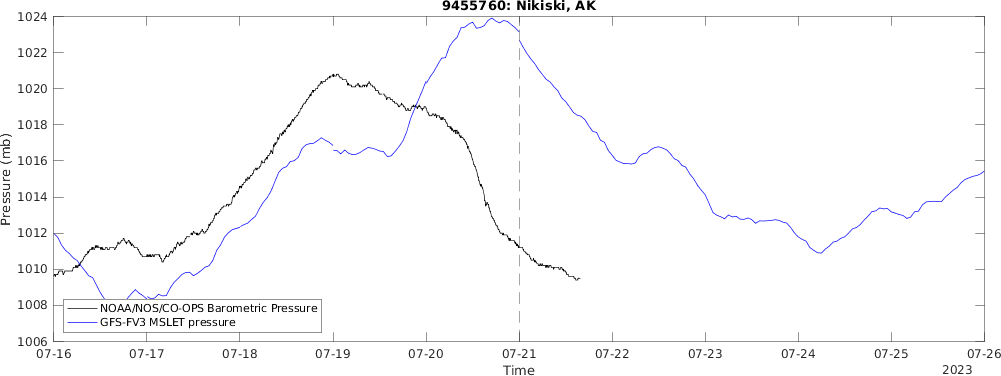 9455760: Nikiski, AK
Pressure (mb)
1024
1022
1020
1018
1016
1014
1012
1010
1008
1006
NOAA/NOS/CO-OPS Barometric Pressure
GFS-FV3 MSLET pressure
07-16 07-17 07-18 07-19 07-20 07-21 07-22 07-23 07-24 07-25 07-26
Time
2023